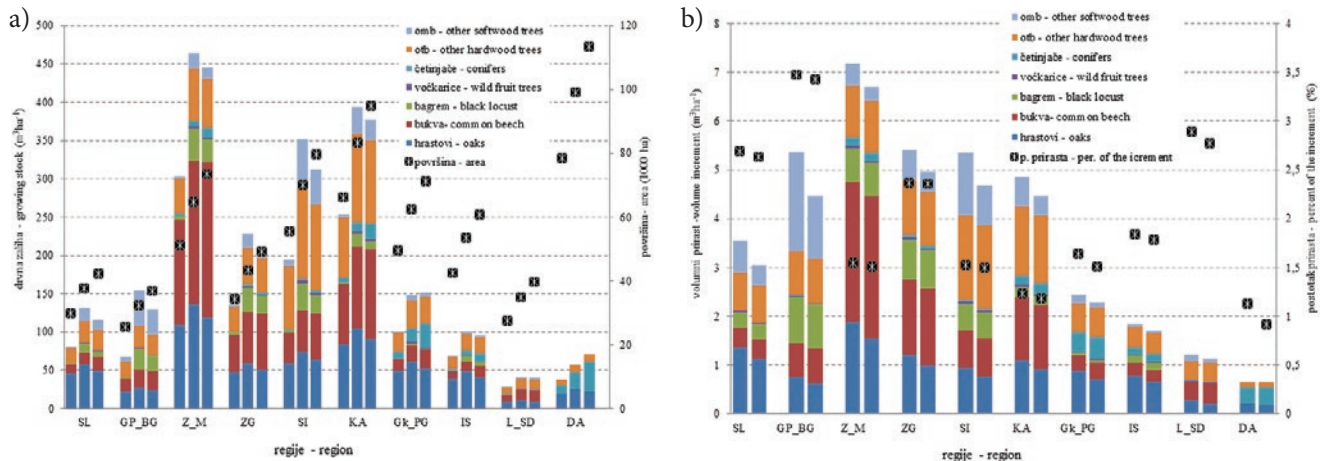 a)
500
450
400
350
300
250
200
150
100
50
0
drvna zaliha - growing stock (m³ha⁻¹)
120
100
80
60
40
20
0
površina - area (1000 ha)
omb - other softwood trees
otb - other hardwood trees
četinjače - conifers
voćkarice - wild fruit trees
bagrem - black locust
bukva- common beech
hrastovi - oaks
površina - area
SL GP_BG Z_M ZG SI KA Gk_PG IS L_SD DA
regije - region
b)
8
7
6
5
4
3
2
1
0
volumni prirast -volume increment (m³ha⁻¹)
4
3,5
3
2,5
2
1,5
1
0,5
0
postotak prirasta - percent of the increment (%)
omb - other softwood trees
otb - other hardwood trees
četinjače - conifers
voćkarice - wild fruit trees
bagrem - black locust
bukva- common beech
hrastovi - oaks
p. prirasta - per. of the icrement
SL GP_BG Z_M ZG SI KA Gk_PG IS L_SD DA
regije - region